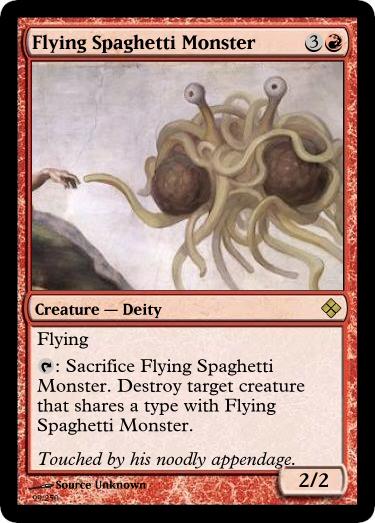 Flying Spaghetti Monster 3
Creature — Deity
Flying
: Sacrifice Flying Spaghetti
Monster. Destroy target creature
that shares a type with Flying
Spaghetti Monster.
Touched by his noodly appendage.
2/2
Source Unknown